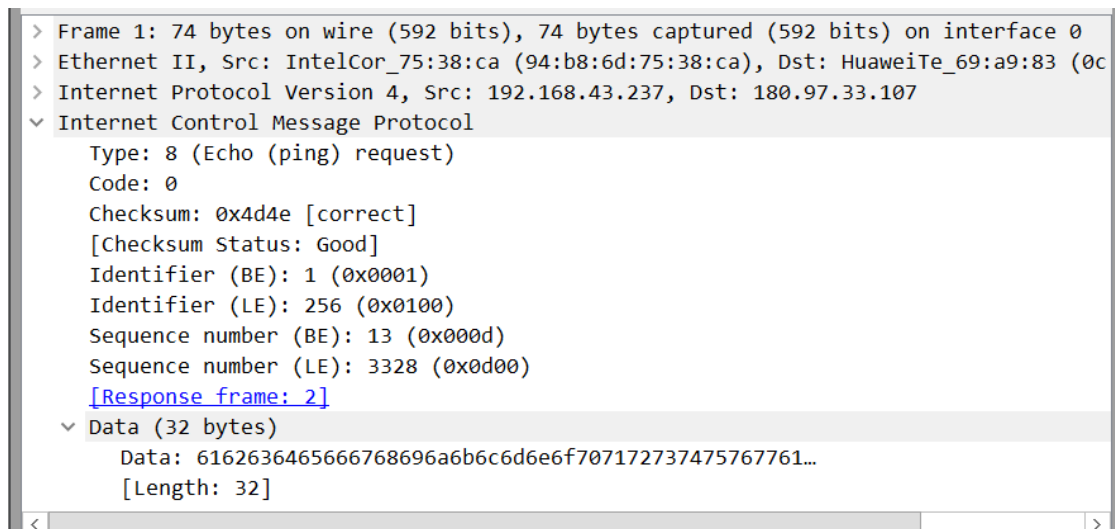 Frame 1: 74 bytes on wire (592 bits), 74 bytes captured (592 bits) on interface 0
Ethernet II, Src: IntelCor_75:38:ca (94:b8:6d:75:38:ca), Dst: HuaweiTe_69:a9:83 (0c
Internet Protocol Version 4, Src: 192.168.43.237, Dst: 180.97.33.107
Internet Control Message Protocol
Type: 8 (Echo (ping) request)
Code: 0
Checksum: 0x4d4e [correct]
[Checksum Status: Good]
Identifier (BE): 1 (0x0001)
Identifier (LE): 256 (0x0100)
Sequence number (BE): 13 (0x000d)
Sequence number (LE): 3328 (0x0d00)
[Response frame: 2]
Data (32 bytes)
Data: 6162636465666768696a6b6c6d6e6f7071727374757677​61…
[Length: 32]